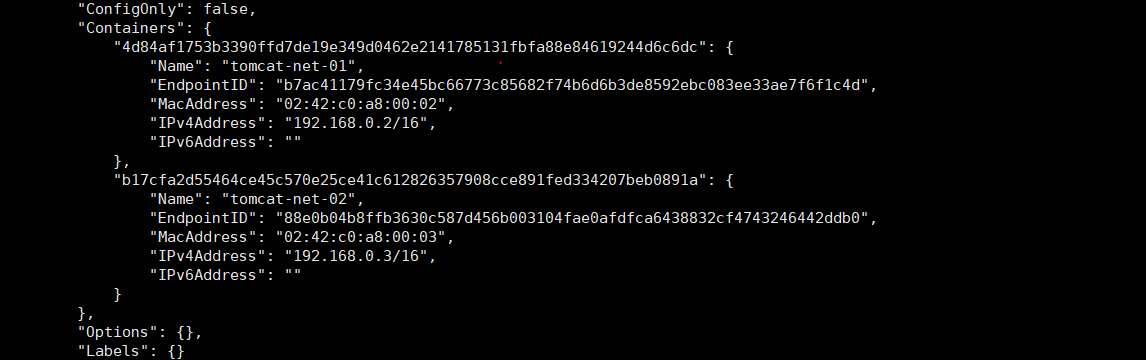 "ConfigOnly": false,
"Containers": {
"4d84af1753b3390ffd7de19e349d0462e2141785131fbfa88e84619244d6c6dc": {
"Name": "tomcat-net-01",
"EndpointID": "b7ac41179fc34e45bc66773c85682f74b6d6b3de8592ebc083ee33ae7f6f1c4d",
"MacAddress": "02:42:c0:a8:00:02",
"IPv4Address": "192.168.0.2/16",
"IPv6Address": ""
},
"b17cfa2d55464ce45c570e25ce41c612826357908cce891fed334207beb0891a": {
"Name": "tomcat-net-02",
"EndpointID": "88e0b04b8ffb3630c587d456b003104fae0afdfca6438832cf4743246442ddb0",
"MacAddress": "02:42:c0:a8:00:03",
"IPv4Address": "192.168.0.3/16",
"IPv6Address": ""
}
},
"Options": {},
"Labels": {}